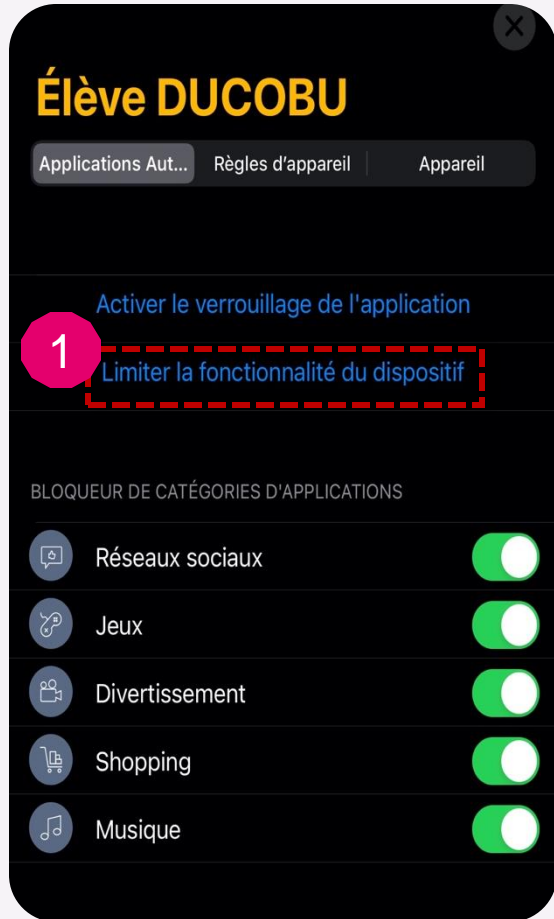 Élève DUCOBU
Applications Aut... Règles d'appareil Appareil
Activer le verrouillage de l'application
1
Limiter la fonctionnalité du dispositif
BLOQUEUR DE CATÉGORIES D'APPLICATIONS
Réseaux sociaux
Jeux
Divertissement
Shopping
Musique